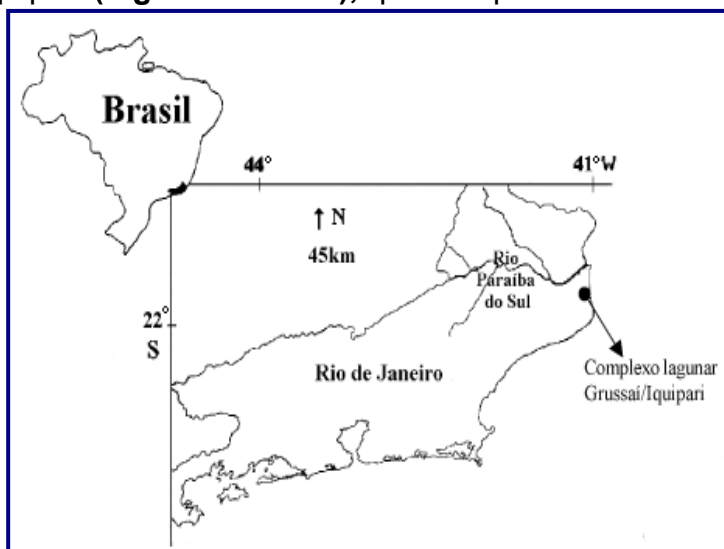 Brasil
44°
41°W
↑ N
45km
Rio
Paraíba
do Sul
22°
S
Rio de Janeiro
Complexo lagunar
Grussaí/Iquipari